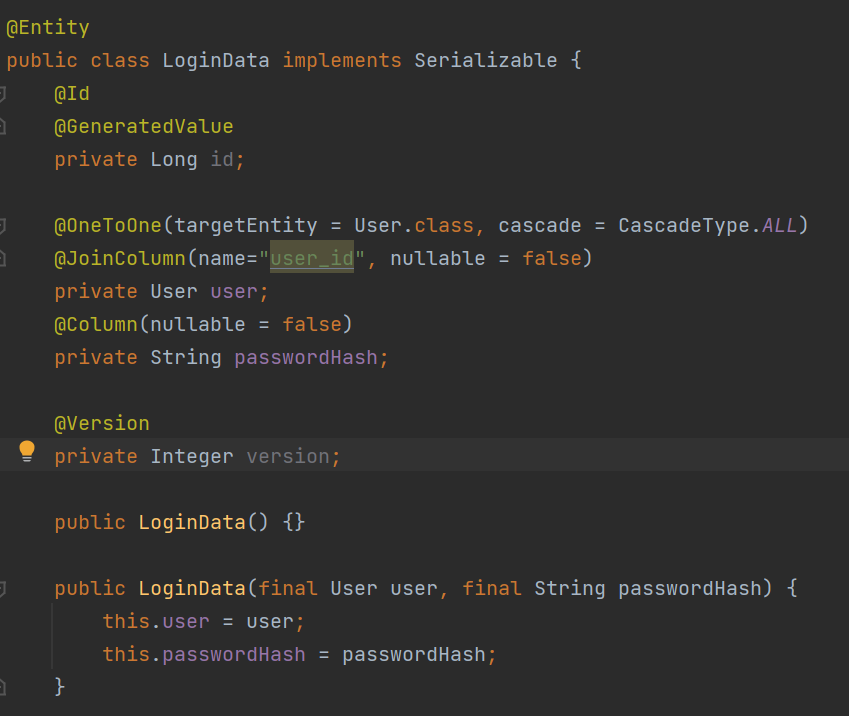 @Entity
public class LoginData implements Serializable {
@Id
@GeneratedValue
private Long id;
@OneToOne(targetEntity = User.class, cascade = CascadeType.ALL)
@JoinColumn(name="user_id", nullable = false)
private User user;
@Column(nullable = false)
private String passwordHash;
@Version
private Integer version;
public LoginData() {}
public LoginData(final User user, final String passwordHash) {
this.user = user;
this.passwordHash = passwordHash;
}